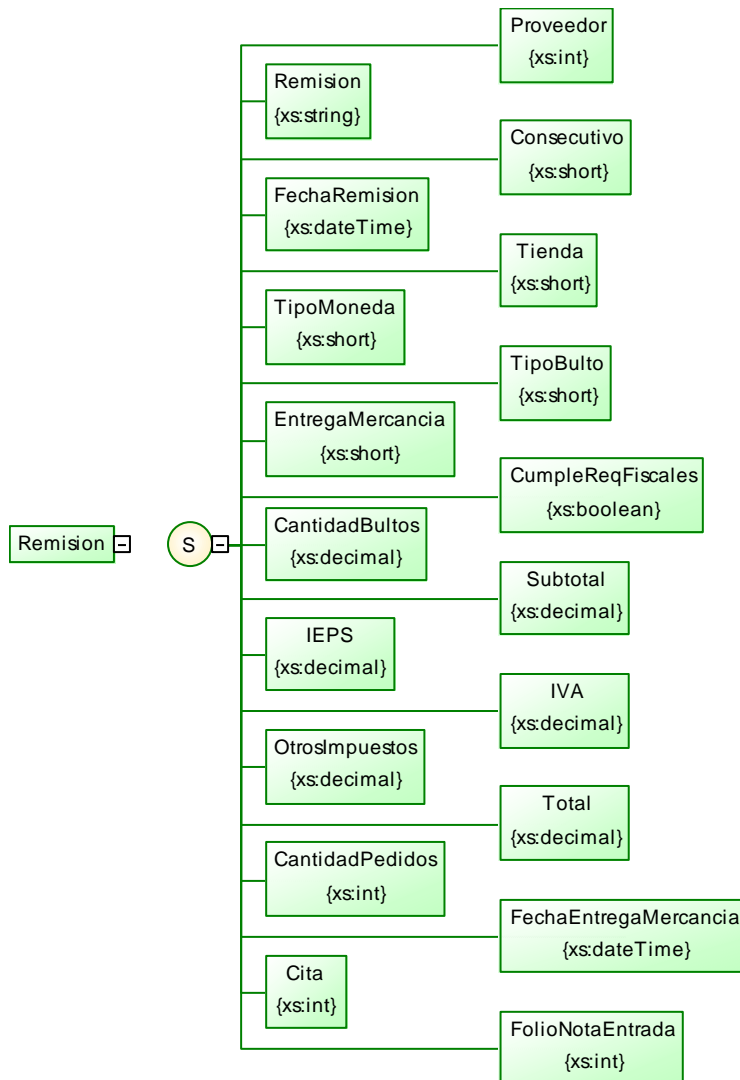 Proveedor
{xs:int}
Remision
{xs:string}
Consecutivo
{xs:short}
FechaRemision
{xs:dateTime}
Tienda
{xs:short}
TipoMoneda
{xs:short}
TipoBulto
{xs:short}
EntregaMercancia
{xs:short}
CumpleReqFiscales
{xs:boolean}
Remision
S
CantidadBultos
{xs:decimal}
Subtotal
{xs:decimal}
IEPS
{xs:decimal}
IVA
{xs:decimal}
OtrosImpuestos
{xs:decimal}
Total
{xs:decimal}
CantidadPedidos
{xs:int}
FechaEntregaMercancia
{xs:dateTime}
Cita
{xs:int}
FolioNotaEntrada
{xs:int}